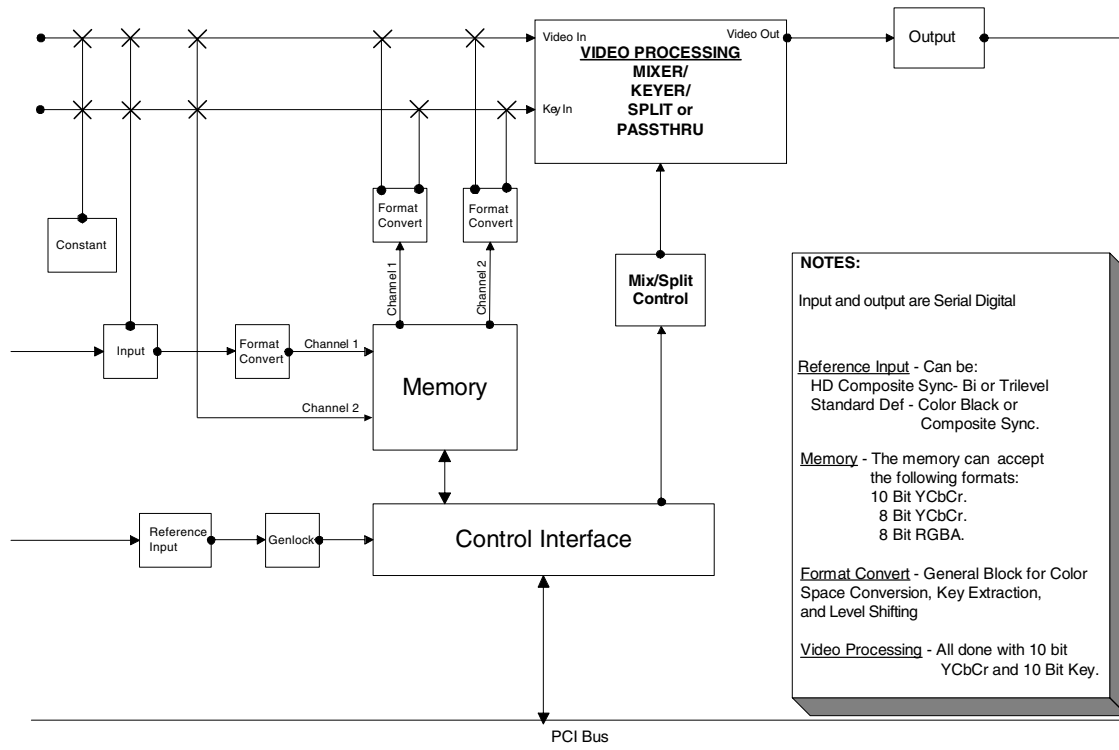 Video In
Video Out
VIDEO PROCESSING
MIXER/
KEYER/
SPLIT or
PASSTHRU
Key In
Output
Format
Convert
Format
Convert
Constant
Channel 1
Channel 2
Mix/Split
Control
Input
Format
Convert
Channel 1
Memory
Channel 2
Reference
Input
Genlock
Control Interface
PCI Bus
NOTES:
Input and output are Serial Digital
Reference Input - Can be:
HD Composite Sync- Bi or Trilevel
Standard Def - Color Black or
Composite Sync.
Memory - The memory can accept
the following formats:
10 Bit YCbCr.
8 Bit YCbCr.
8 Bit RGBA.
Format Convert - General Block for Color
Space Conversion, Key Extraction,
and Level Shifting
Video Processing - All done with 10 bit
YCbCr and 10 Bit Key.